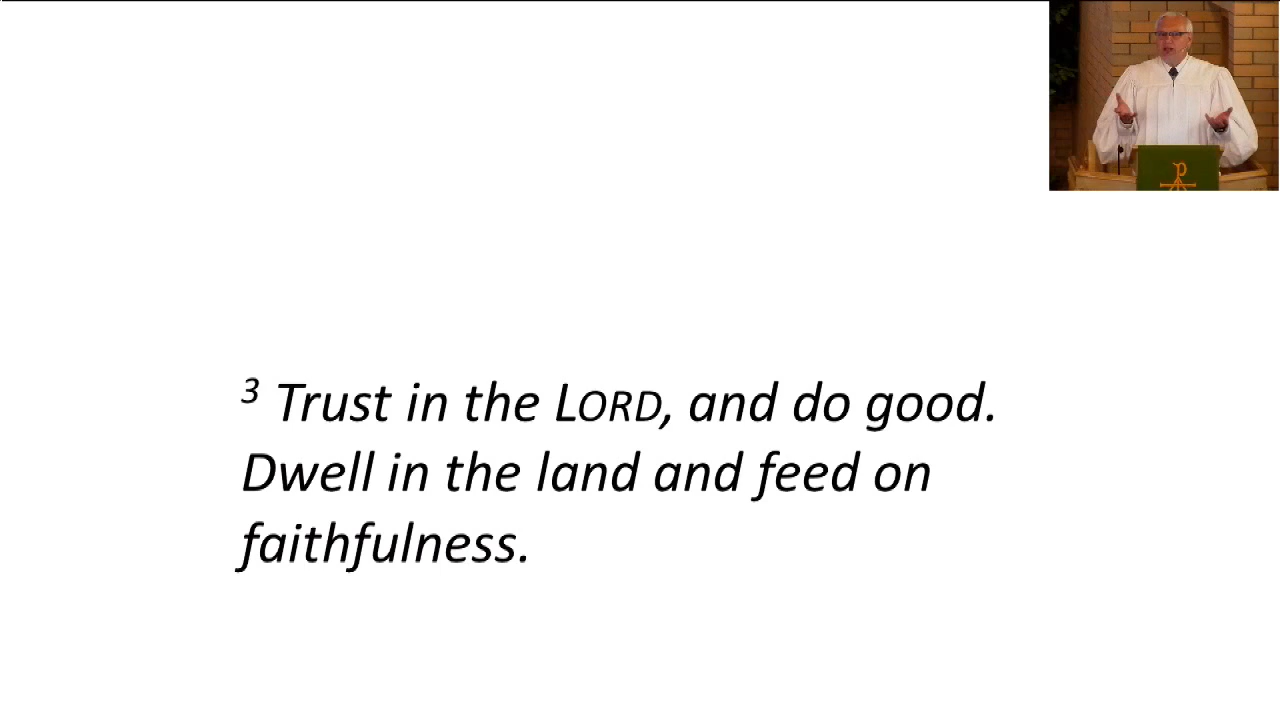 3 Trust in the LORD, and do good.
Dwell in the land and feed on
faithfulness.